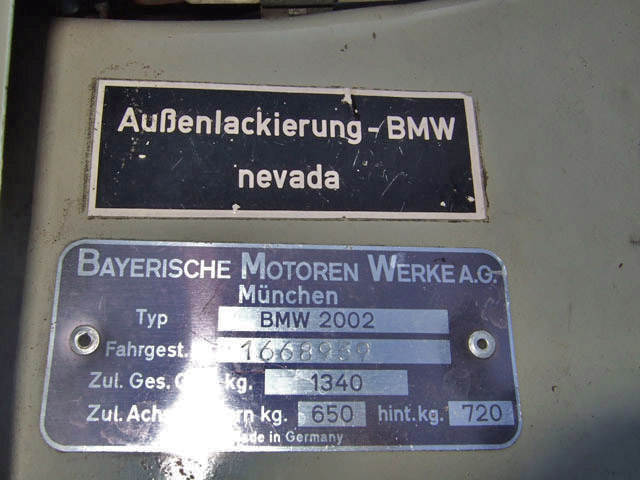 Außenlackierung - BMW
nevada
BAYERISCHE MOTOREN WERKE A.G.
München
Typ BMW 2002
Fahrgest. 1668939
Zul. Ges. kg. 1340
Zul. kg. 650 hint.kg. 720
in Germany